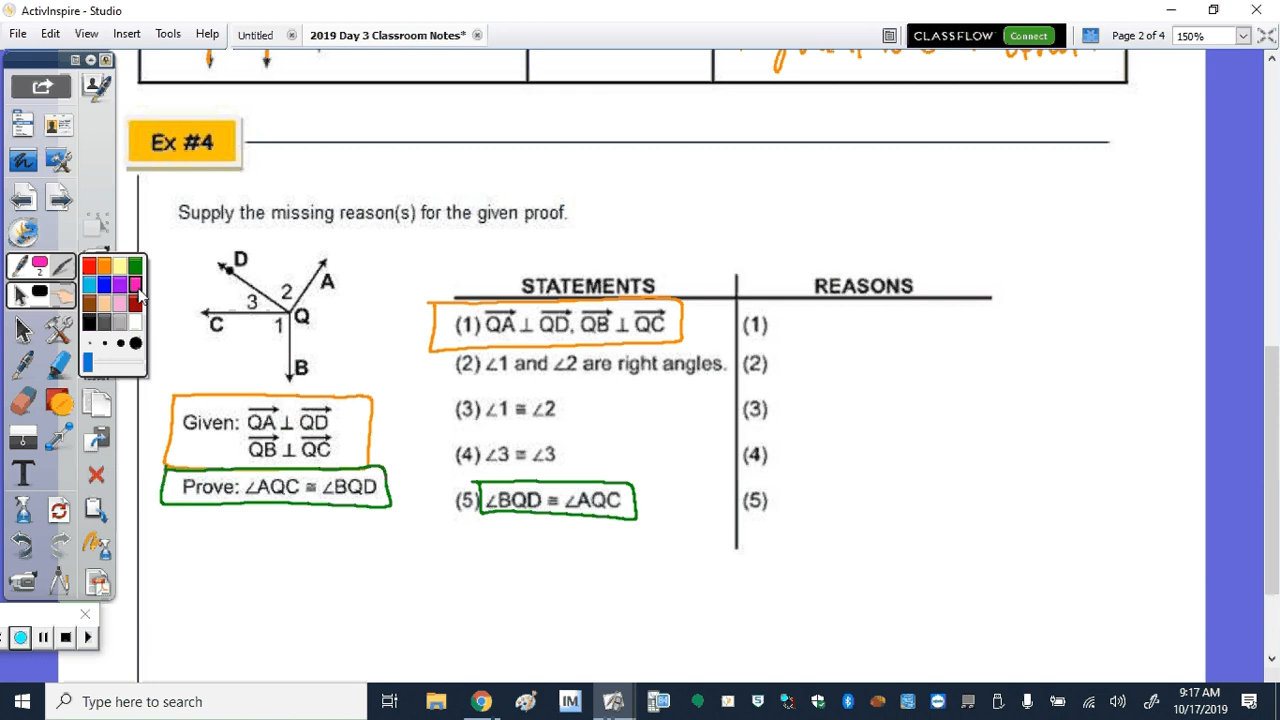 ActivInspire - Studio
File Edit View Insert Tools Help Untitled 2019 Day 3 Classroom Notes* CLASSFLOW Connect Page 2 of 4 150%
Ex #4
Supply the missing reason(s) for the given proof.
D
A
2
3
Q
C
1
B
Given: QA ⊥ QD
QB ⊥ QC
Prove: ∠AQC ≅ ∠BQD
STATEMENTS REASONS
(1) QA ⊥ QD, QB ⊥ QC (1)
(2) ∠1 and ∠2 are right angles. (2)
(3) ∠1 ≅ ∠2 (3)
(4) ∠3 ≅ ∠3 (4)
(5) ∠BQD ≅ ∠AQC (5)
2
T
Type here to search
IM
9:17 AM
10/17/2019